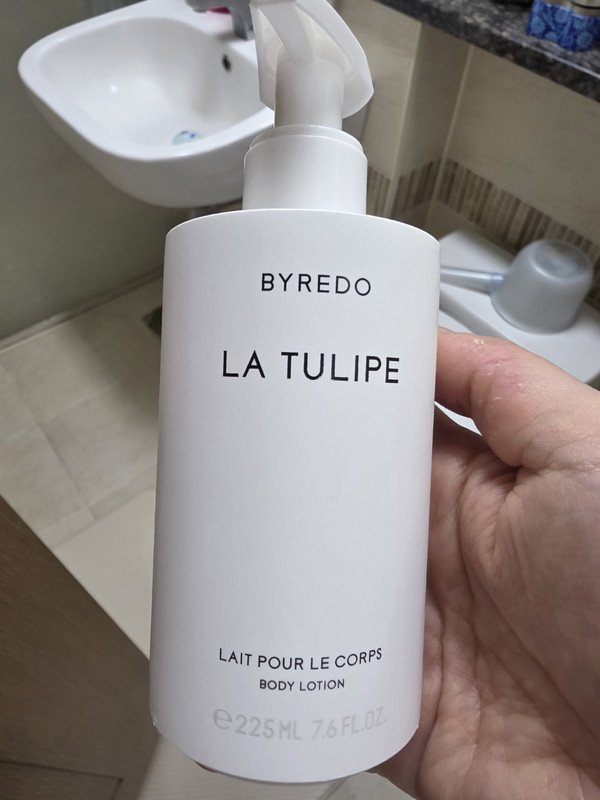 BYREDO
LA TULIPE
LAIT POUR LE CORPS
BODY LOTION
℮ 225 ML 7.6 FL.OZ.